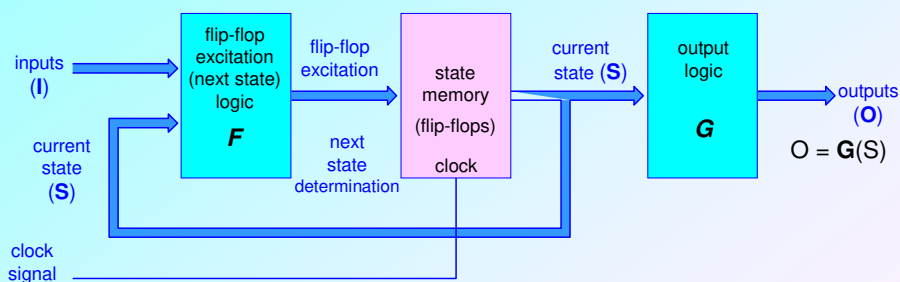 inputs
(I)
current
state
(S)
clock
signal
flip-flop
excitation
(next state)
logic
F
flip-flop
excitation
next
state
determination
state
memory
(flip-flops)
clock
current
state (S)
output
logic
G
outputs
(O)
O = G(S)